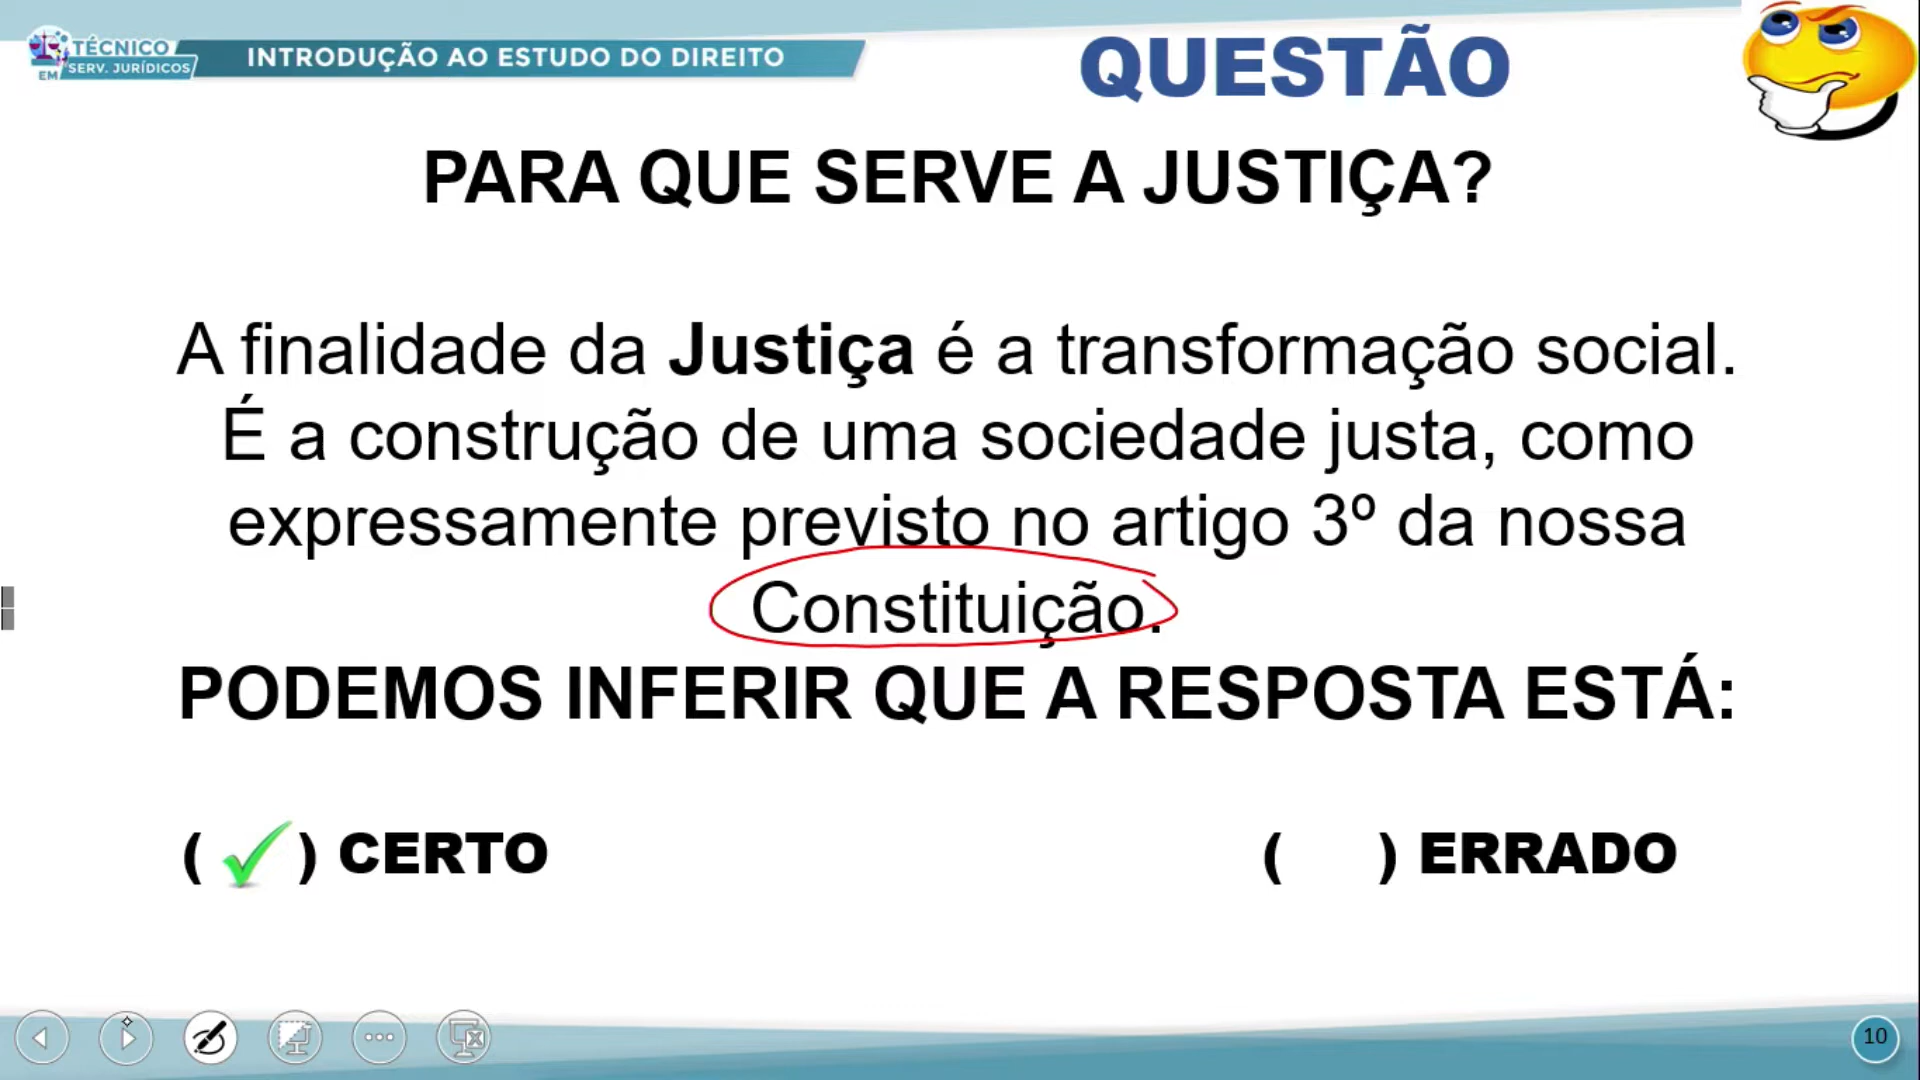 TÉCNICO
EM SERV. JURÍDICOS
INTRODUÇÃO AO ESTUDO DO DIREITO
QUESTÃO
PARA QUE SERVE A JUSTIÇA?
A finalidade da Justiça é a transformação social.
É a construção de uma sociedade justa, como
expressamente previsto no artigo 3º da nossa
Constituição.
PODEMOS INFERIR QUE A RESPOSTA ESTÁ:
( ✓ ) CERTO
( ) ERRADO
10